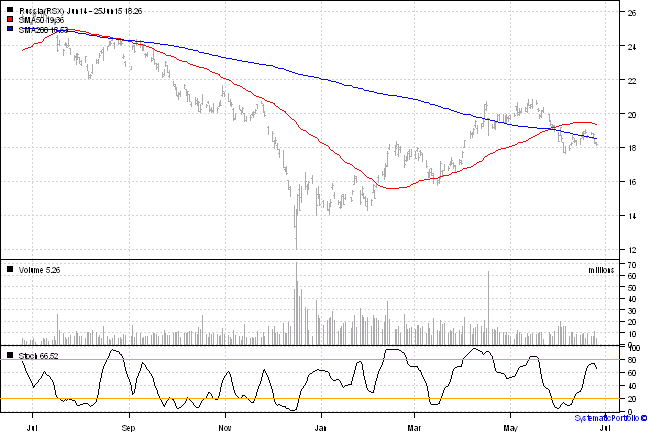 Russia(RSX) Jun14 - 25Jun15 18.26
SMA50 19.36
SMA200 18.53
26
24
22
20
18
16
14
12
Volume 5.26
millions
70
60
50
40
30
20
10
0
Stoch 66.52
100
80
60
40
20
0
Jul Sep Nov Jan Mar May Jul
SystematicPortfolio ©